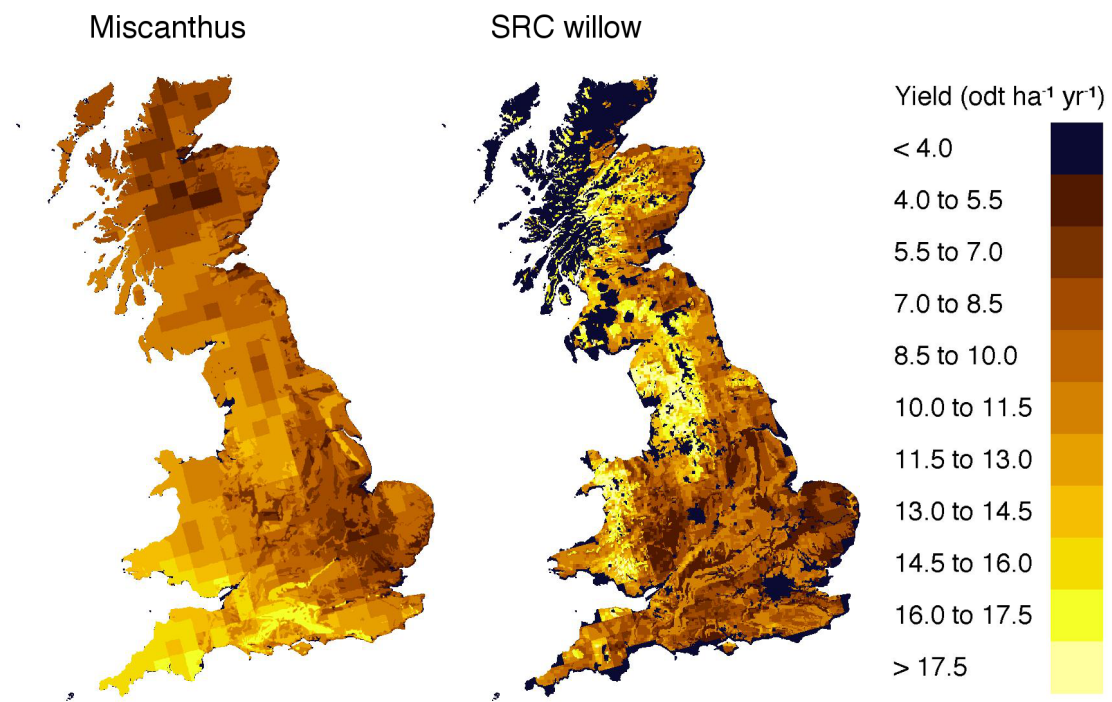 Miscanthus
SRC willow
Yield (odt ha⁻¹ yr⁻¹)
< 4.0
4.0 to 5.5
5.5 to 7.0
7.0 to 8.5
8.5 to 10.0
10.0 to 11.5
11.5 to 13.0
13.0 to 14.5
14.5 to 16.0
16.0 to 17.5
> 17.5